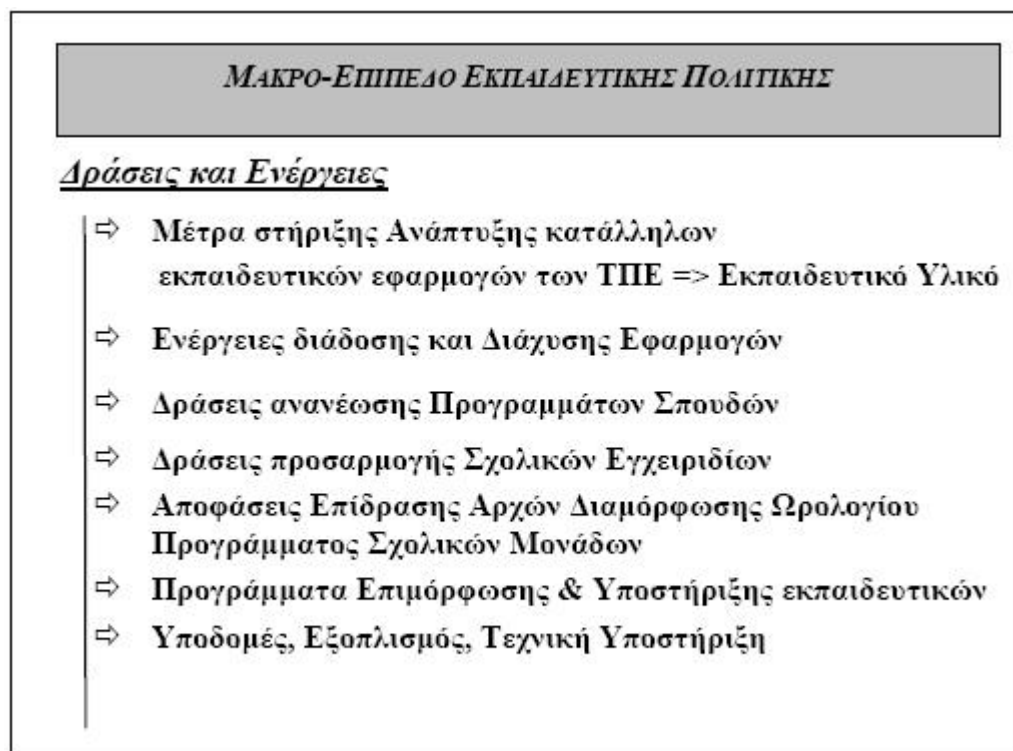 ΜΑΚΡΟ-ΕΠΙΠΕΔΟ ΕΚΠΑΙΔΕΥΤΙΚΗΣ ΠΟΛΙΤΙΚΗΣ
Δράσεις και Ενέργειες
⇨ Μέτρα στήριξης Ανάπτυξης κατάλληλων
εκπαιδευτικών εφαρμογών των ΤΠΕ => Εκπαιδευτικό Υλικό
⇨ Ενέργειες διάδοσης και Διάχυσης Εφαρμογών
⇨ Δράσεις ανανέωσης Προγραμμάτων Σπουδών
⇨ Δράσεις προσαρμογής Σχολικών Εγχειριδίων
⇨ Αποφάσεις Επίδρασης Αρχών Διαμόρφωσης Ωρολογίου
Προγράμματος Σχολικών Μονάδων
⇨ Προγράμματα Επιμόρφωσης & Υποστήριξης εκπαιδευτικών
⇨ Υποδομές, Εξοπλισμός, Τεχνική Υποστήριξη